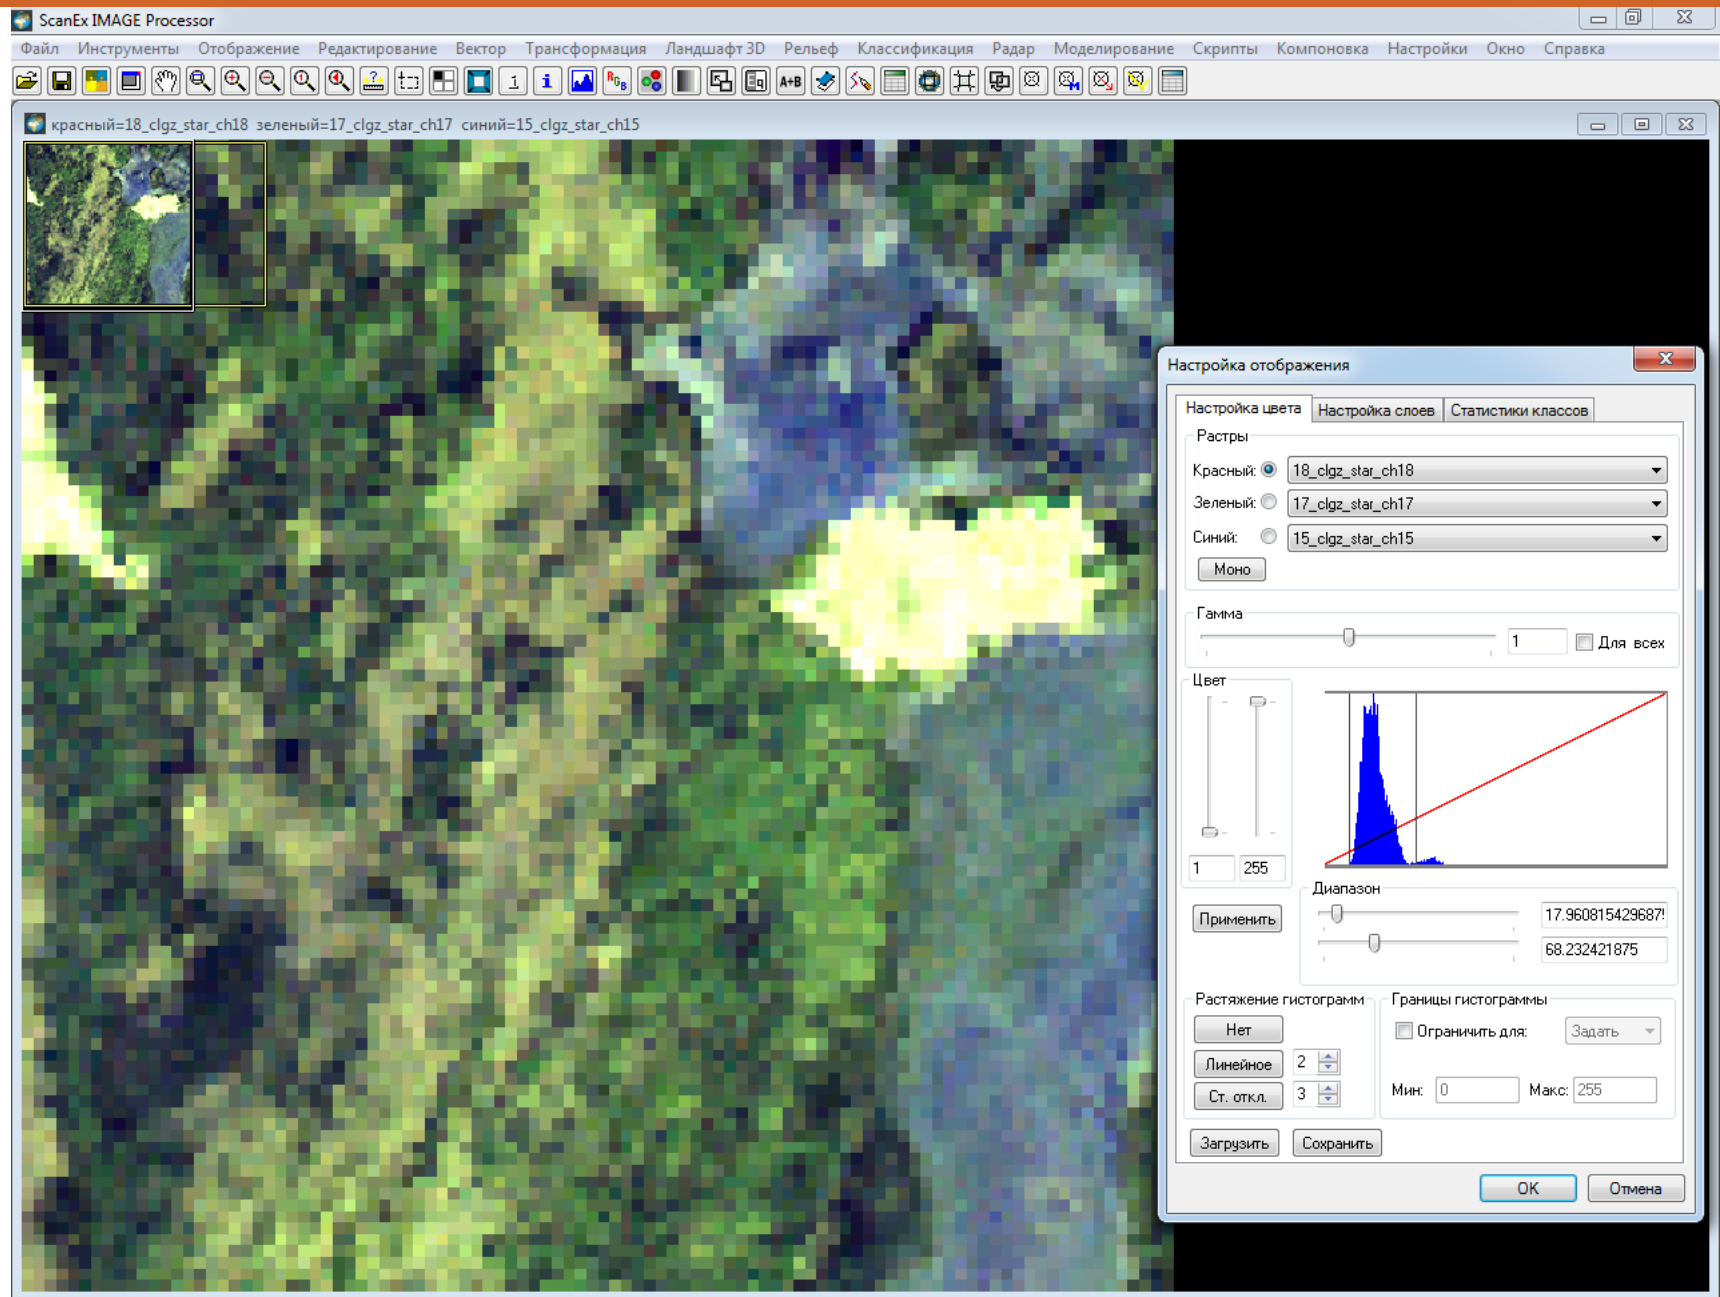 ScanEx IMAGE Processor
Файл Инструменты Отображение Редактирование Вектор Трансформация Ландшафт 3D Рельеф Классификация Радар Моделирование Скрипты Компоновка Настройки Окно Справка
1 i RGB Eq A+B M
красный=18_clgz_star_ch18 зеленый=17_clgz_star_ch17 синий=15_clgz_star_ch15
Настройка отображения
Настройка цвета Настройка слоев Статистики классов
Растры
Красный: 18_clgz_star_ch18
Зеленый: 17_clgz_star_ch17
Синий: 15_clgz_star_ch15
Моно
Гамма
1 Для всех
Цвет
1 255
Диапазон
Применить
17.960815429687
68.232421875
Растяжение гистограмм
Нет
Линейное 2
Ст. откл. 3
Границы гистограммы
Ограничить для: Задать
Мин: 0 Макс: 255
Загрузить Сохранить
OK Отмена